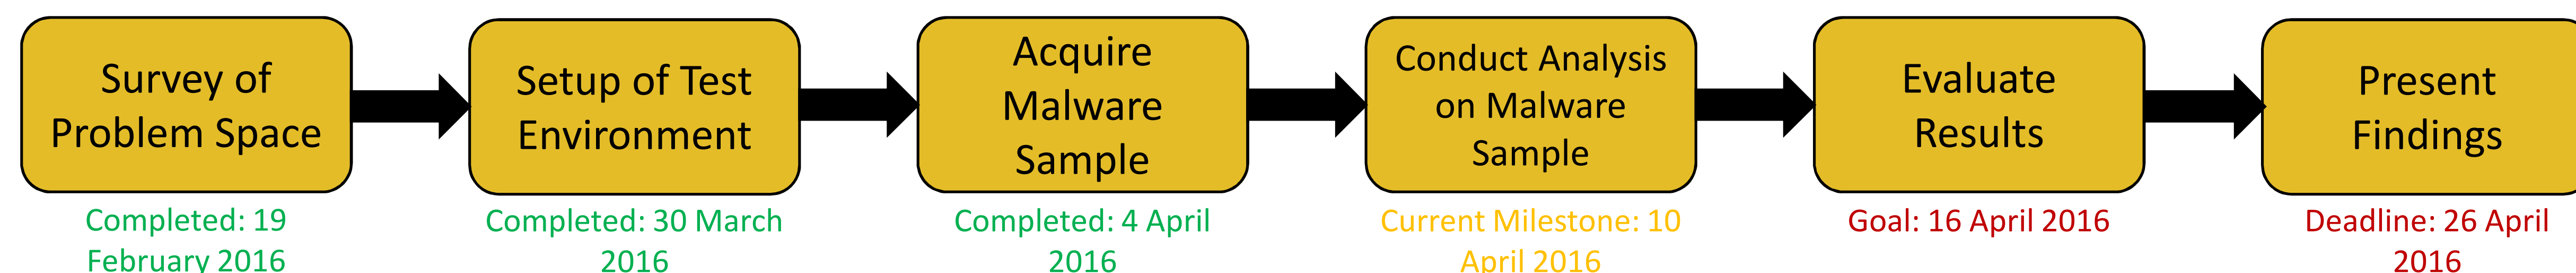 Survey of
Problem Space
Completed: 19
February 2016
Setup of Test
Environment
Completed: 30 March
2016
Acquire
Malware
Sample
Completed: 4 April
2016
Conduct Analysis
on Malware
Sample
Current Milestone: 10
April 2016
Evaluate
Results
Goal: 16 April 2016
Present
Findings
Deadline: 26 April
2016